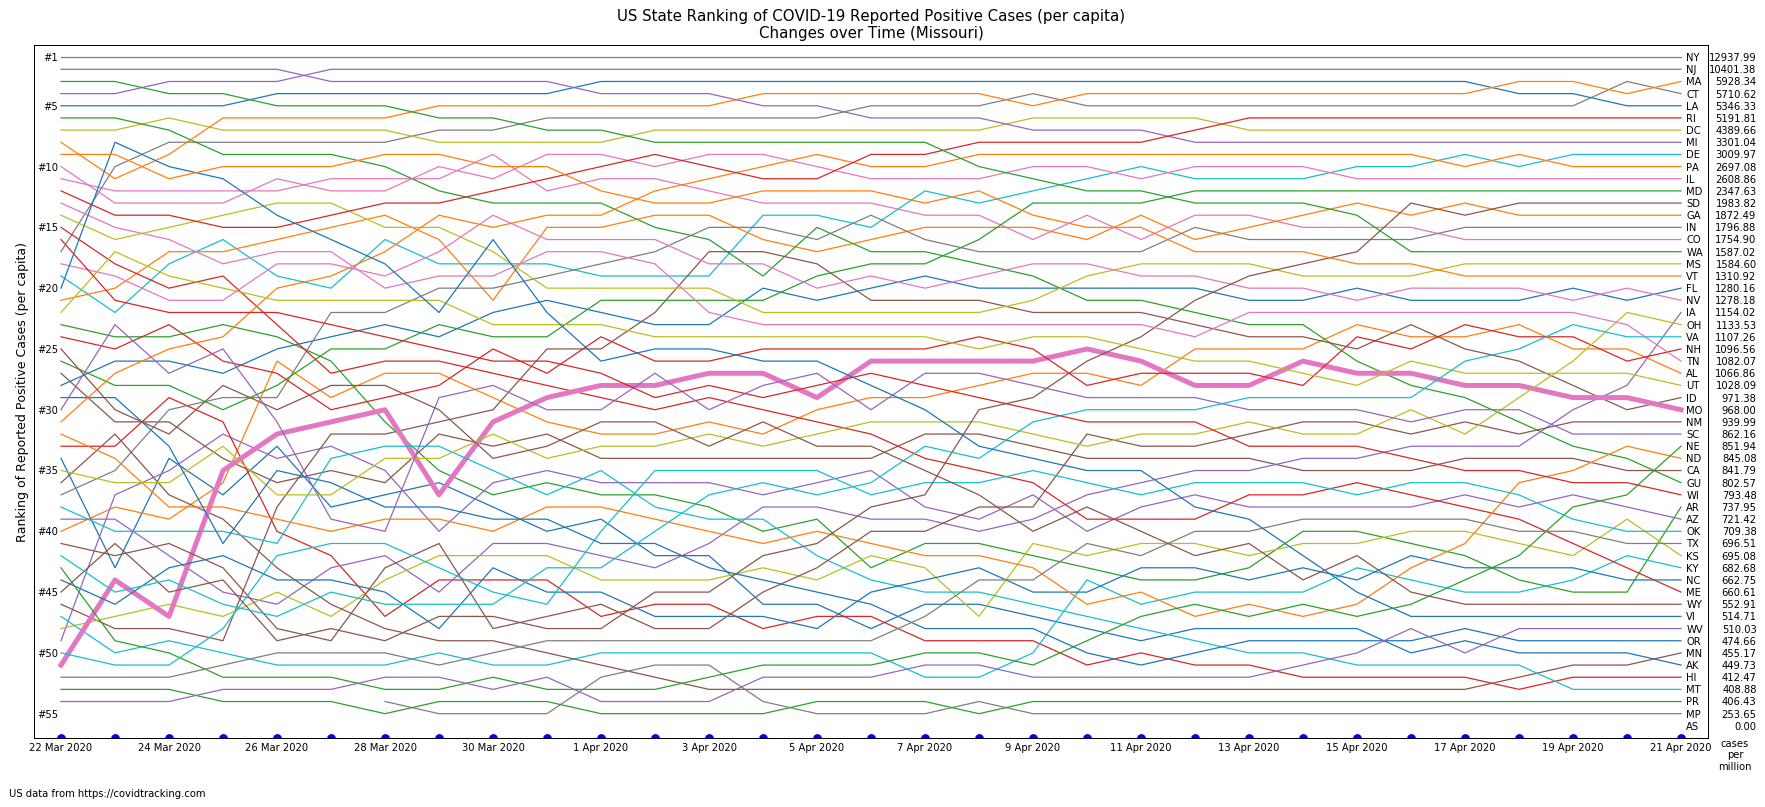 US State Ranking of COVID-19 Reported Positive Cases (per capita)
Changes over Time (Missouri)
Ranking of Reported Positive Cases (per capita)
#1
#5
#10
#15
#20
#25
#30
#35
#40
#45
#50
#55
NY 12937.99
NJ 10401.38
MA 5928.34
CT 5710.62
LA 5346.33
RI 5191.81
DC 4389.66
MI 3301.04
DE 3009.97
PA 2697.08
IL 2608.86
MD 2347.63
SD 1983.82
GA 1872.49
IN 1796.88
CO 1754.90
WA 1587.02
MS 1584.60
VT 1310.92
FL 1280.16
NV 1278.18
IA 1154.02
OH 1133.53
VA 1107.26
NH 1096.56
TN 1082.07
AL 1066.86
UT 1028.09
ID 971.38
MO 968.00
NM 939.99
SC 862.16
NE 851.94
ND 845.08
CA 841.79
GU 802.57
WI 793.48
AR 737.95
AZ 721.42
OK 709.38
TX 696.51
KS 695.08
KY 682.68
NC 662.75
ME 660.61
WY 552.91
VI 514.71
WV 510.03
OR 474.66
MN 455.17
AK 449.73
HI 412.47
MT 408.88
PR 406.43
MP 253.65
AS 0.00
22 Mar 2020 24 Mar 2020 26 Mar 2020 28 Mar 2020 30 Mar 2020 1 Apr 2020 3 Apr 2020 5 Apr 2020 7 Apr 2020 9 Apr 2020 11 Apr 2020 13 Apr 2020 15 Apr 2020 17 Apr 2020 19 Apr 2020 21 Apr 2020
cases
per
million
US data from https://covidtracking.com